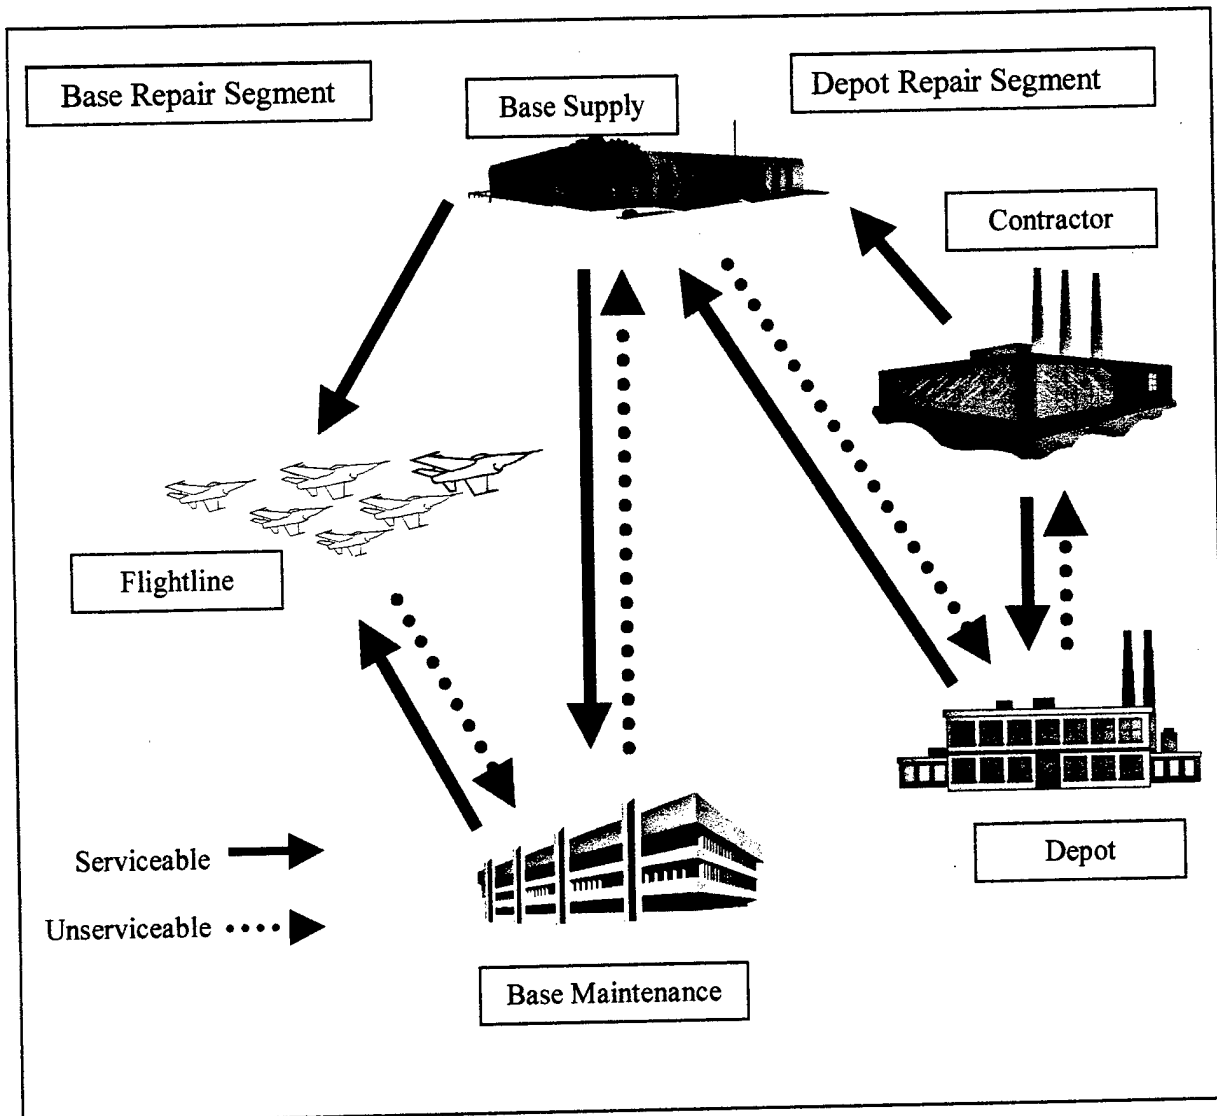 Base Repair Segment
Base Supply
Depot Repair Segment
Contractor
Flightline
Serviceable
Depot
Unserviceable
Base Maintenance